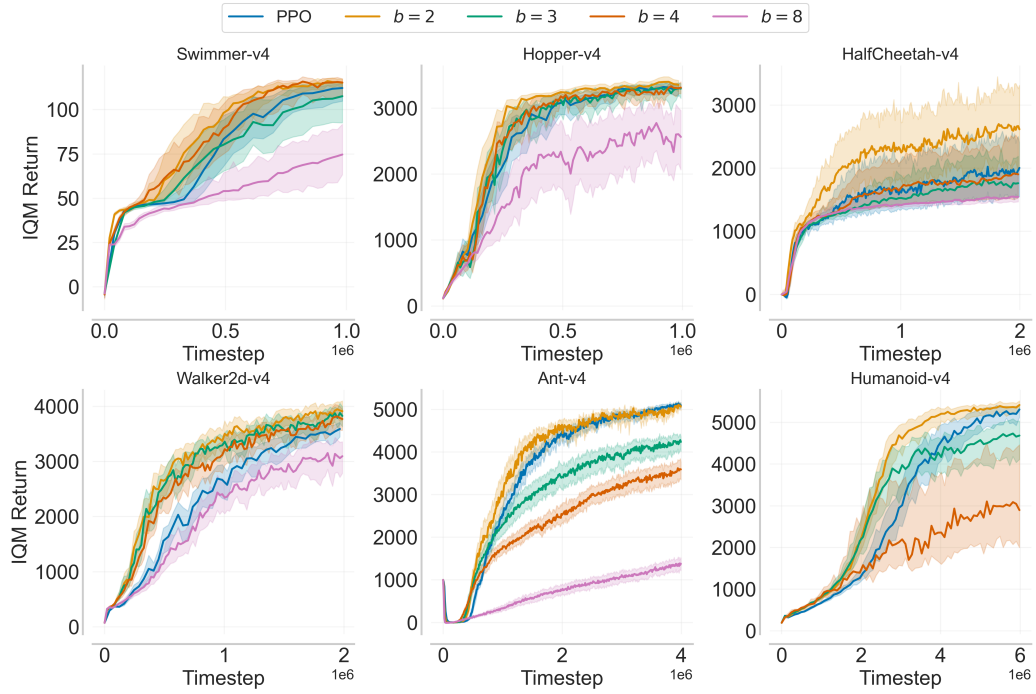 PPO b = 2 b = 3 b = 4 b = 8
Swimmer-v4
IQM Return
100
75
50
25
0
0.0 0.5 1.0
Timestep 1e6
Hopper-v4
3000
2000
1000
0
0.0 0.5 1.0
Timestep 1e6
HalfCheetah-v4
3000
2000
1000
0
0 1 2
Timestep 1e6
Walker2d-v4
IQM Return
4000
3000
2000
1000
0
0 1 2
Timestep 1e6
Ant-v4
5000
4000
3000
2000
1000
0
0 2 4
Timestep 1e6
Humanoid-v4
5000
4000
3000
2000
1000
0
0 2 4 6
Timestep 1e6